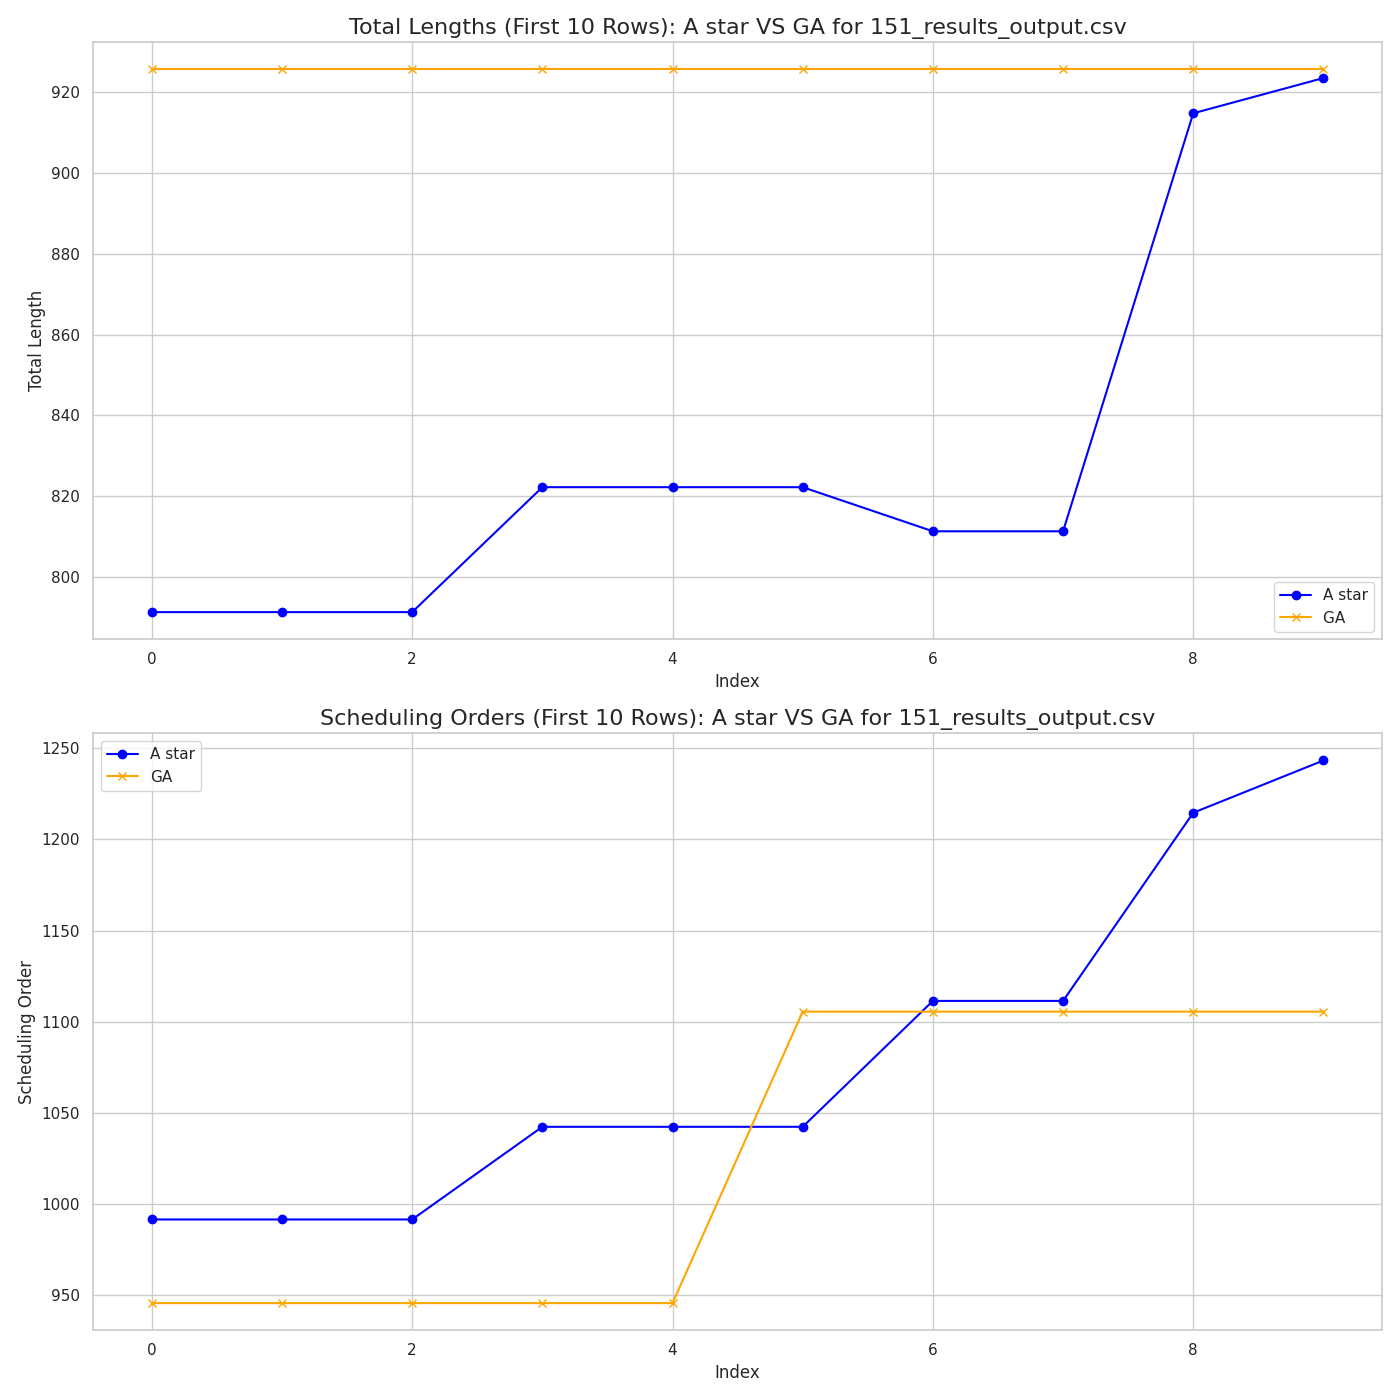 Total Lengths (First 10 Rows): A star VS GA for 151_results_output.csv
920
900
880
860
840
820
800
Total Length
A star
GA
0 2 4 6 8
Index
Scheduling Orders (First 10 Rows): A star VS GA for 151_results_output.csv
A star
GA
1250
1200
1150
1100
1050
1000
950
Scheduling Order
0 2 4 6 8
Index